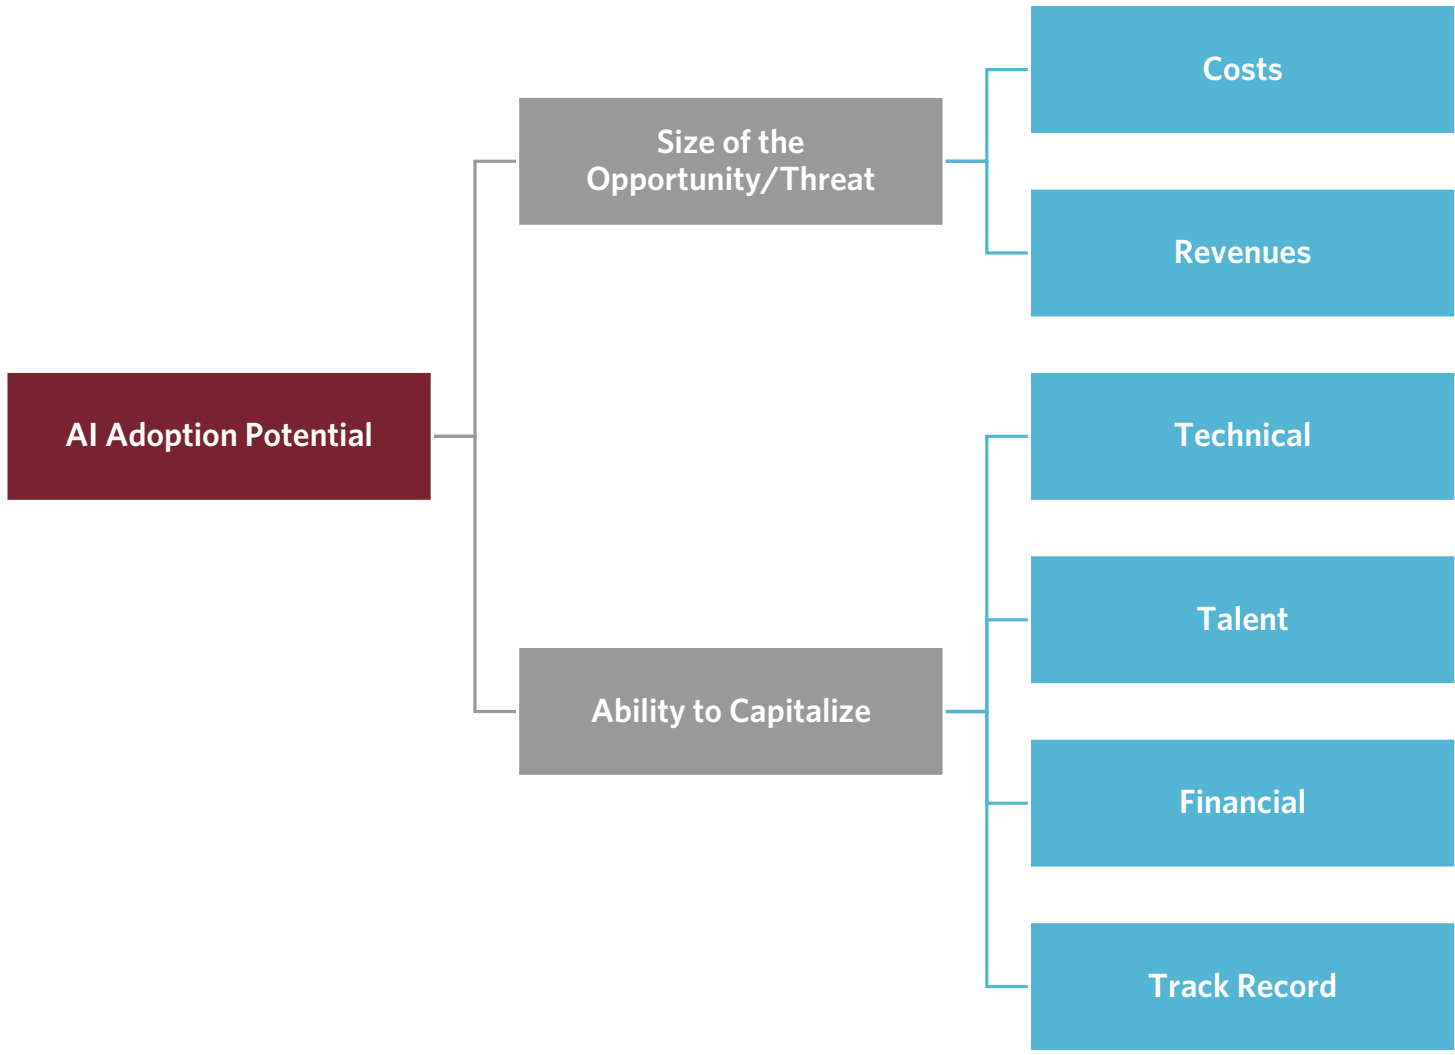 AI Adoption Potential
Size of the
Opportunity/Threat
Costs
Revenues
Ability to Capitalize
Technical
Talent
Financial
Track Record